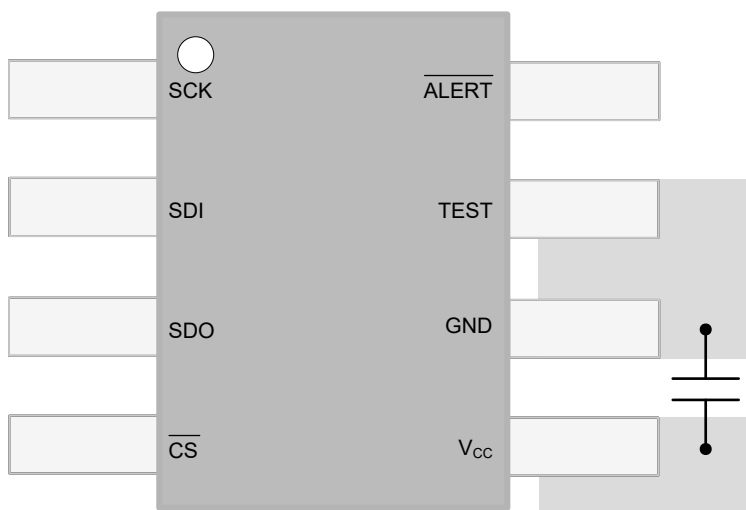 SCK
ALERT
SDI
TEST
SDO
GND
CS
VCC